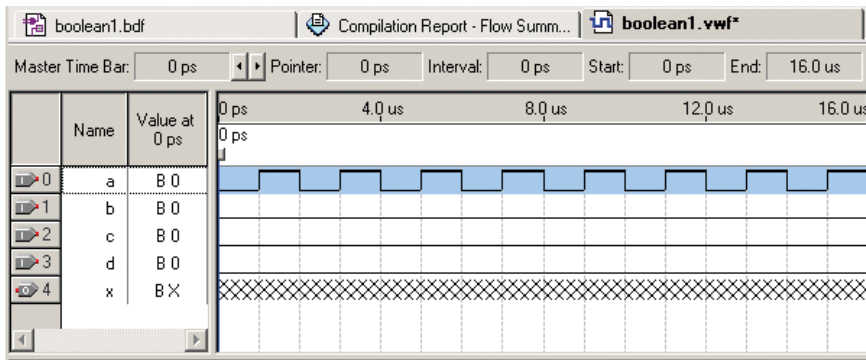 boolean1.bdf
Compilation Report - Flow Summ...
boolean1.vwf*
Master Time Bar: 0 ps Pointer: 0 ps Interval: 0 ps Start: 0 ps End: 16.0 us
Name Value at 0 ps
0 ps 4.0 us 8.0 us 12.0 us 16.0 us
0 ps
0 a B 0
1 b B 0
2 c B 0
3 d B 0
4 x B X